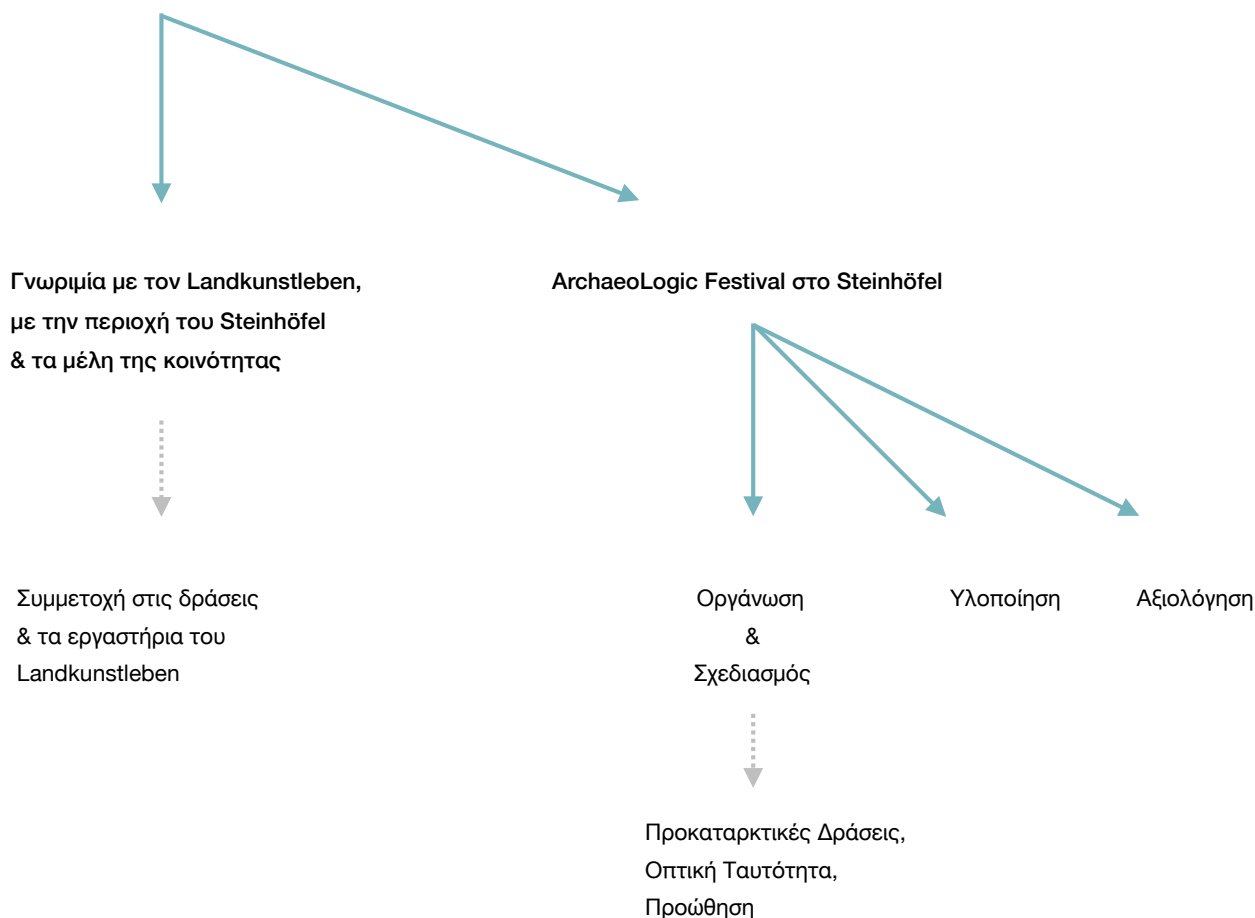 Γνωριμία με τον Landkunstleben,
με την περιοχή του Steinhöfel
& τα μέλη της κοινότητας
ArchaeoLogic Festival στο Steinhöfel
Συμμετοχή στις δράσεις
& τα εργαστήρια του
Landkunstleben
Οργάνωση
&
Σχεδιασμός
Υλοποίηση
Αξιολόγηση
Προκαταρκτικές Δράσεις,
Οπτική Ταυτότητα,
Προώθηση